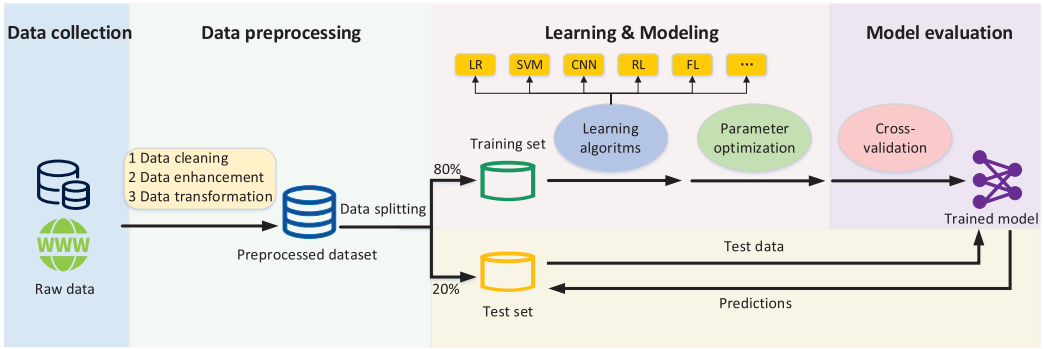 Data collection
Data preprocessing
Learning & Modeling
Model evaluation
LR
SVM
CNN
RL
FL
...
1 Data cleaning
2 Data enhancement
3 Data transformation
WWW
Raw data
Preprocessed dataset
Data splitting
80%
20%
Training set
Learning
algoritms
Parameter
optimization
Cross-
validation
Trained model
Test set
Test data
Predictions